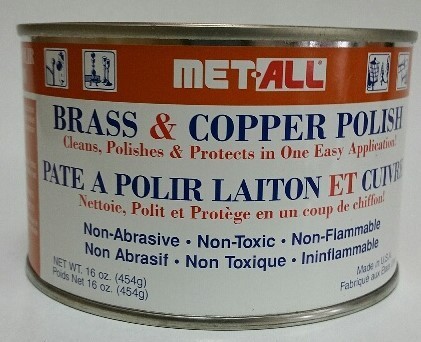 MET-ALL®
BRASS & COPPER POLISH
Cleans, Polishes & Protects in One Easy Application!
PATE A POLIR LAITON ET CUIVRE
Nettoie, Polit et Protège en un coup de chiffon!
Non-Abrasive • Non-Toxic • Non-Flammable
Non Abrasif • Non Toxique • Ininflammable
NET WT. 16 oz. (454g)
Poids Net 16 oz. (454g)
Made in U.S.A.
Fabriqué aux